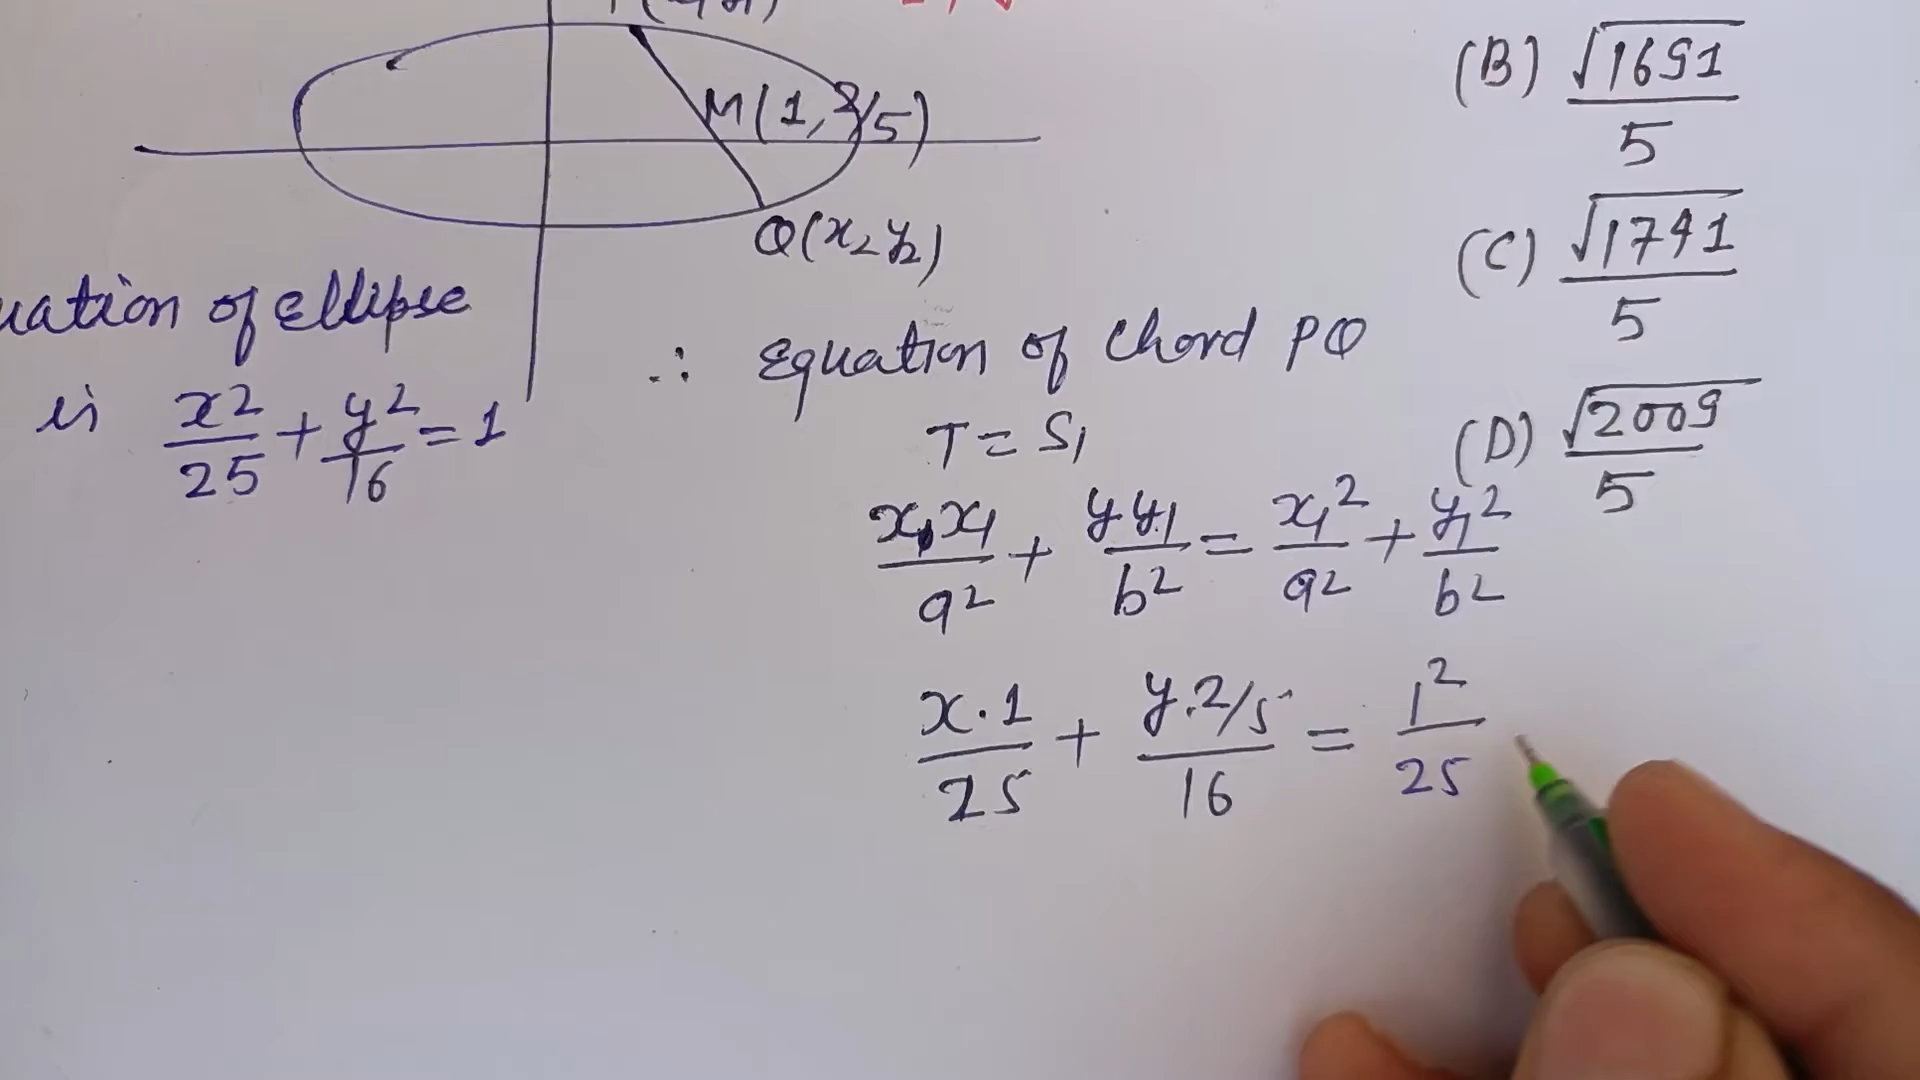 M(1, 2/5)
Q(x₂ y₂)
uation of ellipse
is x²/25 + y²/16 = 1
∴ Equation of Chord PQ
T = S₁
x x₁/a² + y y₁/b² = x₁²/a² + y₁²/b²
x·1/25 + y·2/5/16 = 1²/25
(B) √1691/5
(C) √1741/5
(D) √2009/5